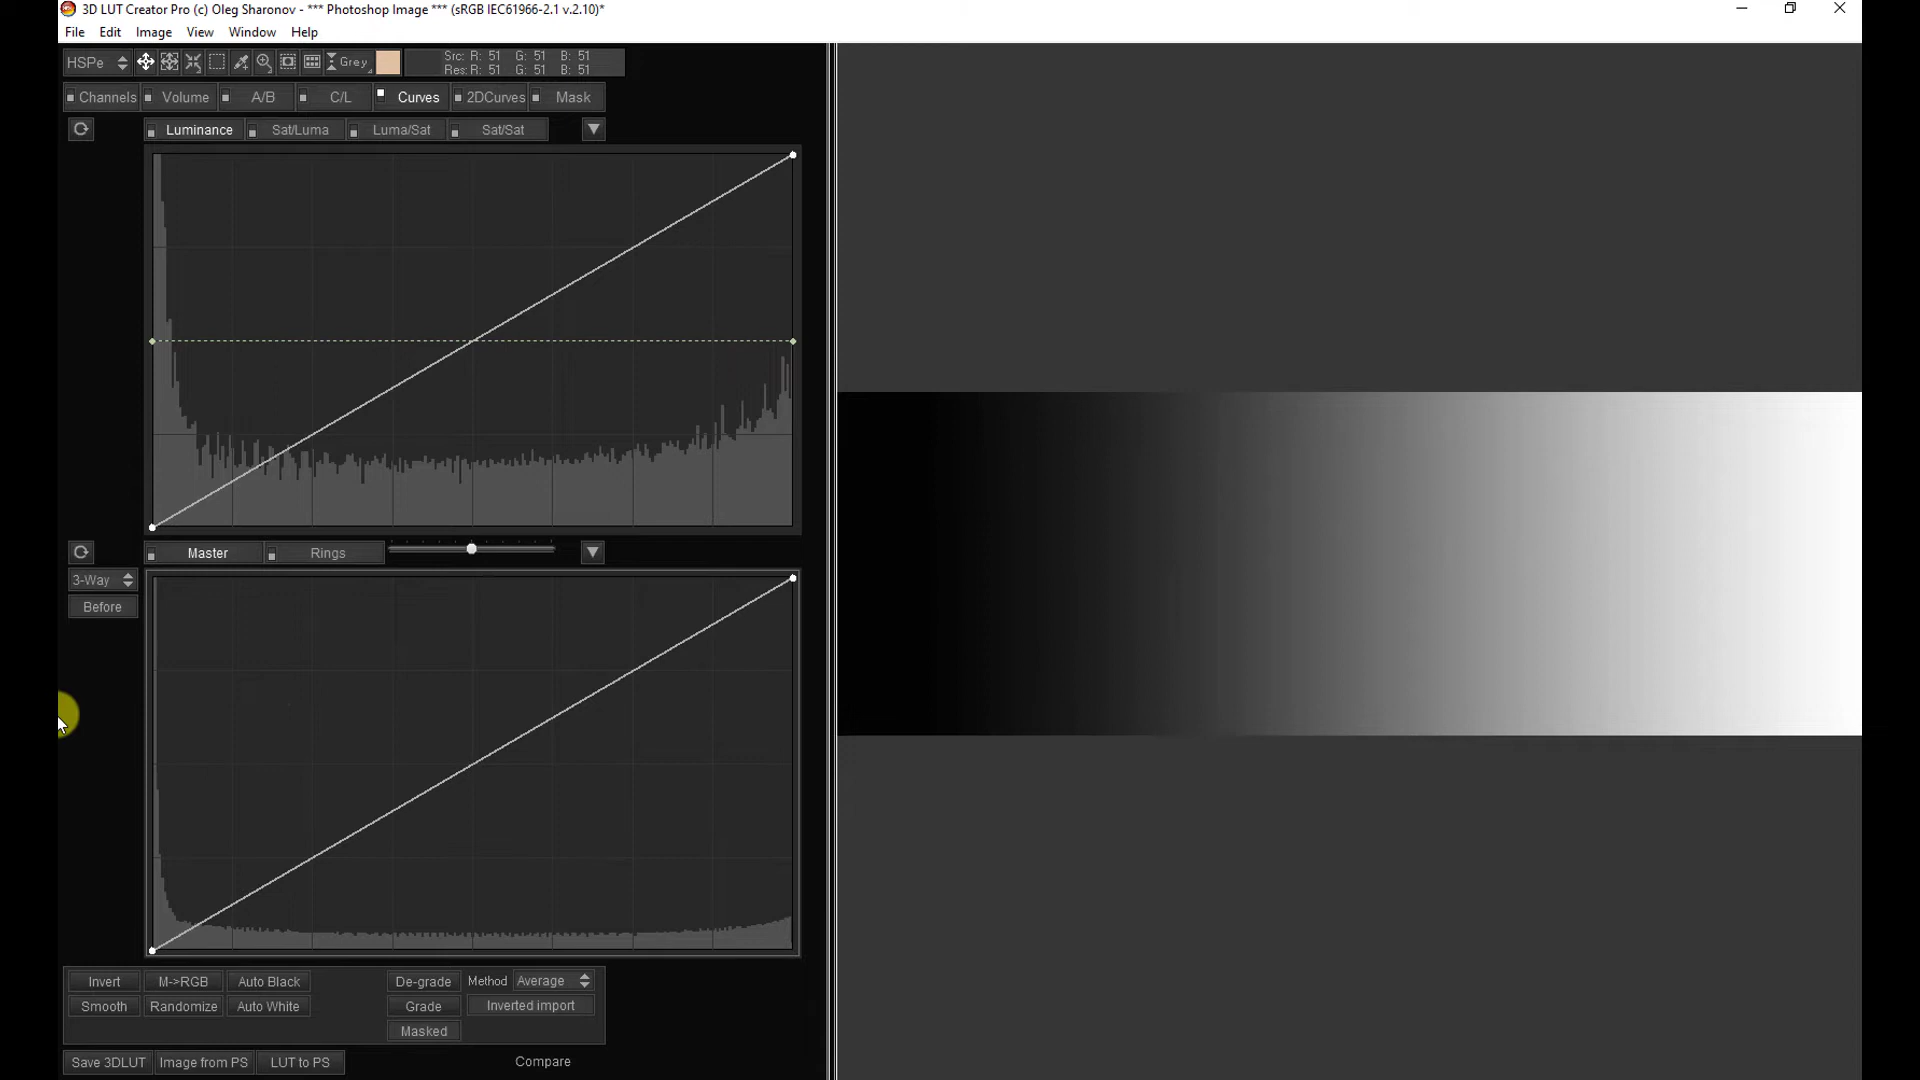 3D LUT Creator Pro (c) Oleg Sharonov - *** Photoshop Image *** (sRGB IEC61966-2.1 v.2.10)*
File Edit Image View Window Help
HSPe Grey
Src: R: 51 G: 51 B: 51
Res: R: 51 G: 51 B: 51
Channels Volume A/B C/L Curves 2DCurves Mask
Luminance Sat/Luma Luma/Sat Sat/Sat
Master Rings
3-Way
Before
Invert M->RGB Auto Black De-grade Method Average
Smooth Randomize Auto White Grade Inverted import
Masked
Save 3DLUT Image from PS LUT to PS Compare